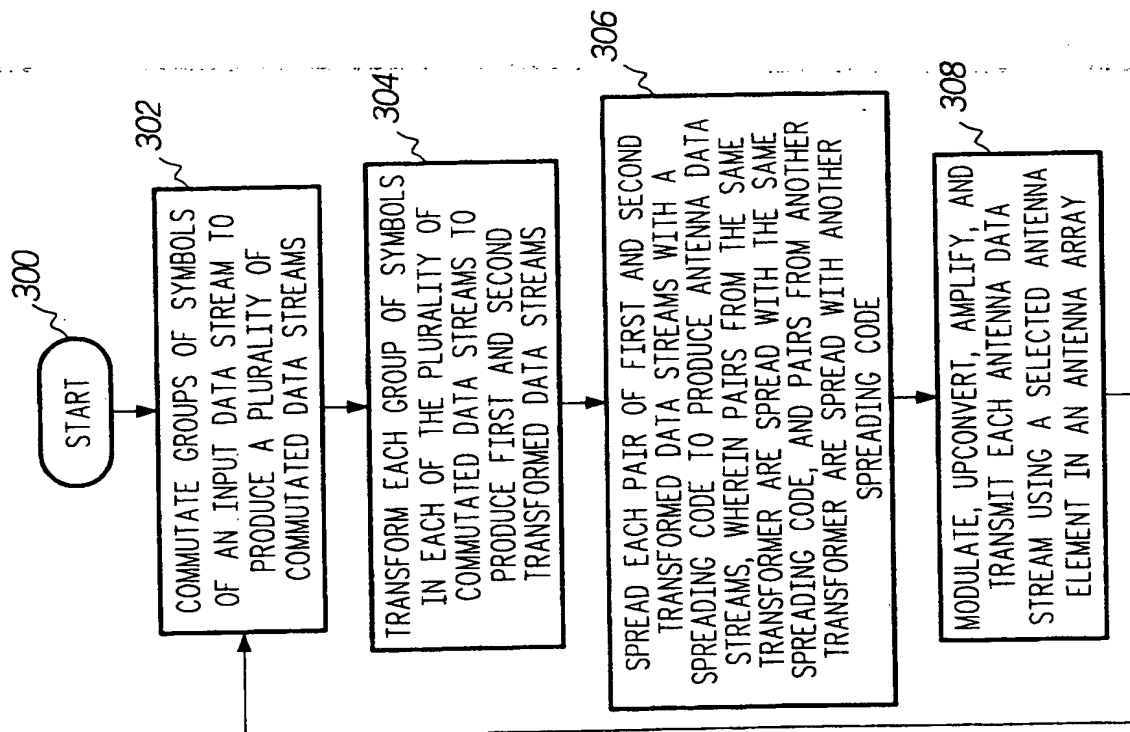 300
START
302
COMMUTATE GROUPS OF SYMBOLS
OF AN INPUT DATA STREAM TO
PRODUCE A PLURALITY OF
COMMUTATED DATA STREAMS
304
TRANSFORM EACH GROUP OF SYMBOLS
IN EACH OF THE PLURALITY OF
COMMUTATED DATA STREAMS TO
PRODUCE FIRST AND SECOND
TRANSFORMED DATA STREAMS
306
SPREAD EACH PAIR OF FIRST AND SECOND
TRANSFORMED DATA STREAMS WITH A
SPREADING CODE TO PRODUCE ANTENNA DATA
STREAMS, WHEREIN PAIRS FROM THE SAME
TRANSFORMER ARE SPREAD WITH THE SAME
SPREADING CODE, AND PAIRS FROM ANOTHER
TRANSFORMER ARE SPREAD WITH ANOTHER
SPREADING CODE
308
MODULATE, UPCONVERT, AMPLIFY, AND
TRANSMIT EACH ANTENNA DATA
STREAM USING A SELECTED ANTENNA
ELEMENT IN AN ANTENNA ARRAY